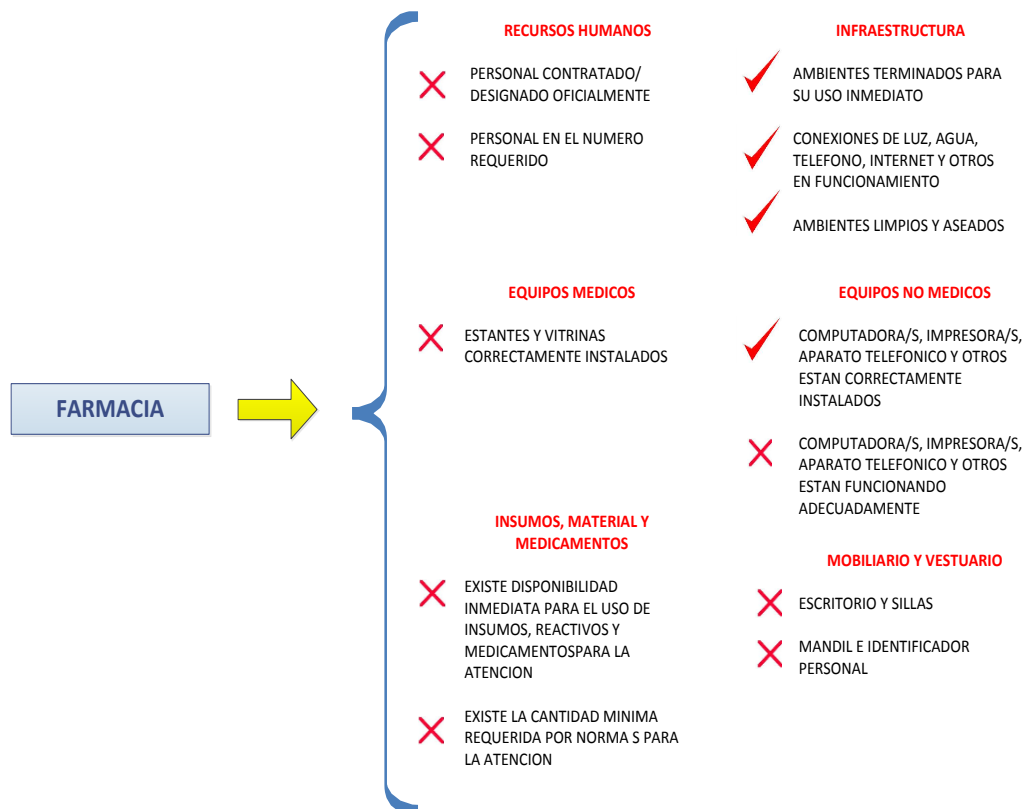 FARMACIA
RECURSOS HUMANOS
PERSONAL CONTRATADO/
DESIGNADO OFICIALMENTE
PERSONAL EN EL NUMERO
REQUERIDO
INFRAESTRUCTURA
AMBIENTES TERMINADOS PARA
SU USO INMEDIATO
CONEXIONES DE LUZ, AGUA,
TELEFONO, INTERNET Y OTROS
EN FUNCIONAMIENTO
AMBIENTES LIMPIOS Y ASEADOS
EQUIPOS MEDICOS
ESTANTES Y VITRINAS
CORRECTAMENTE INSTALADOS
EQUIPOS NO MEDICOS
COMPUTADORA/S, IMPRESORA/S,
APARATO TELEFONICO Y OTROS
ESTAN CORRECTAMENTE
INSTALADOS
COMPUTADORA/S, IMPRESORA/S,
APARATO TELEFONICO Y OTROS
ESTAN FUNCIONANDO
ADECUADAMENTE
INSUMOS, MATERIAL Y
MEDICAMENTOS
EXISTE DISPONIBILIDAD
INMEDIATA PARA EL USO DE
INSUMOS, REACTIVOS Y
MEDICAMENTOSPARA LA
ATENCION
EXISTE LA CANTIDAD MINIMA
REQUERIDA POR NORMA S PARA
LA ATENCION
MOBILIARIO Y VESTUARIO
ESCRITORIO Y SILLAS
MANDIL E IDENTIFICADOR
PERSONAL